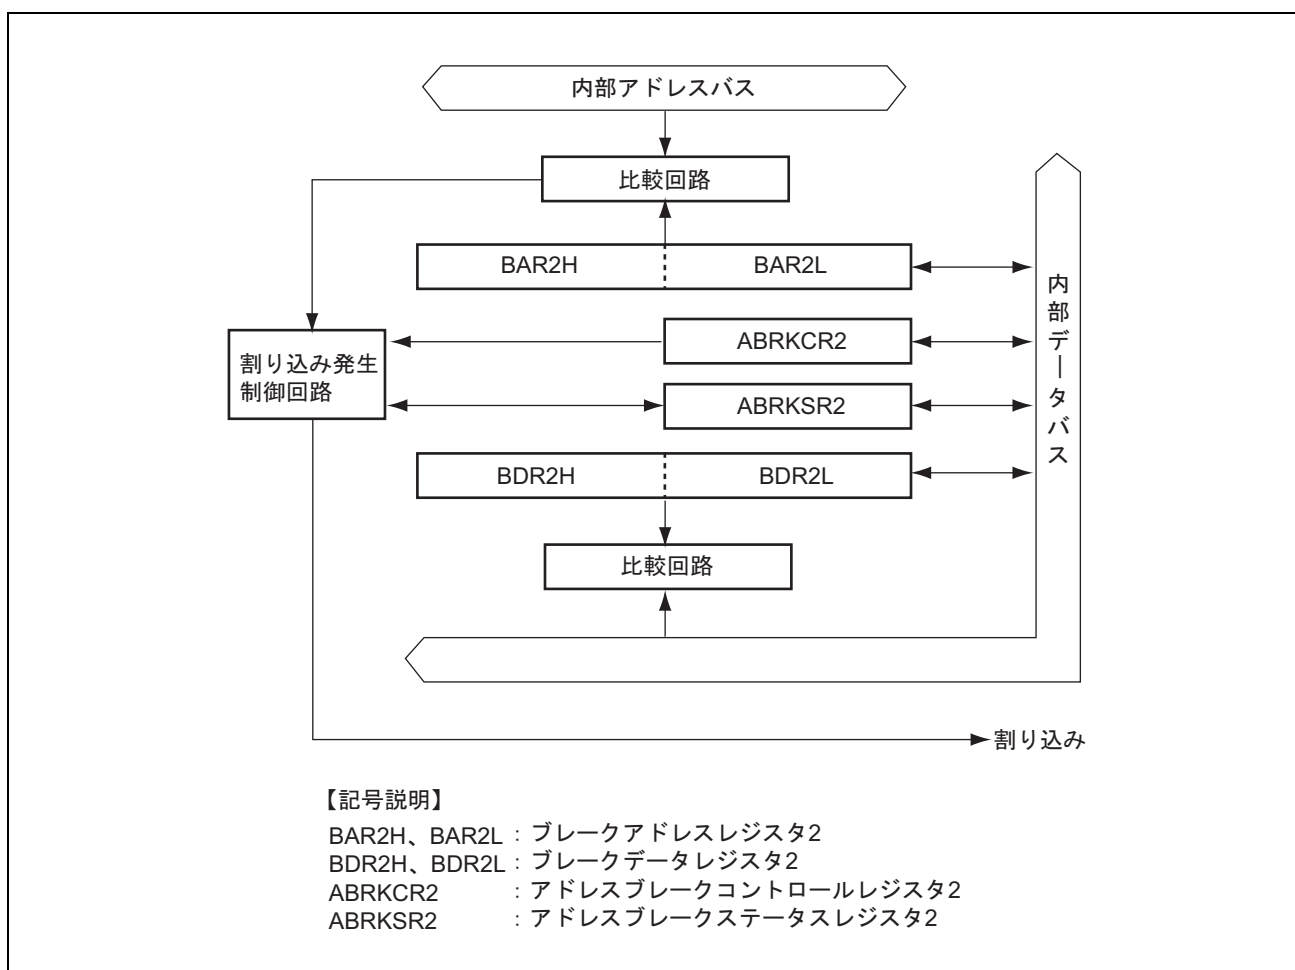 内部アドレスバス
比較回路
BAR2H
BAR2L
ABRKCR2
割り込み発生
制御回路
ABRKSR2
BDR2H
BDR2L
内部データバス
比較回路
割り込み
【記号説明】
BAR2H、BAR2L : ブレークアドレスレジスタ2
BDR2H、BDR2L : ブレークデータレジスタ2
ABRKCR2 : アドレスブレークコントロールレジスタ2
ABRKSR2 : アドレスブレークステータスレジスタ2